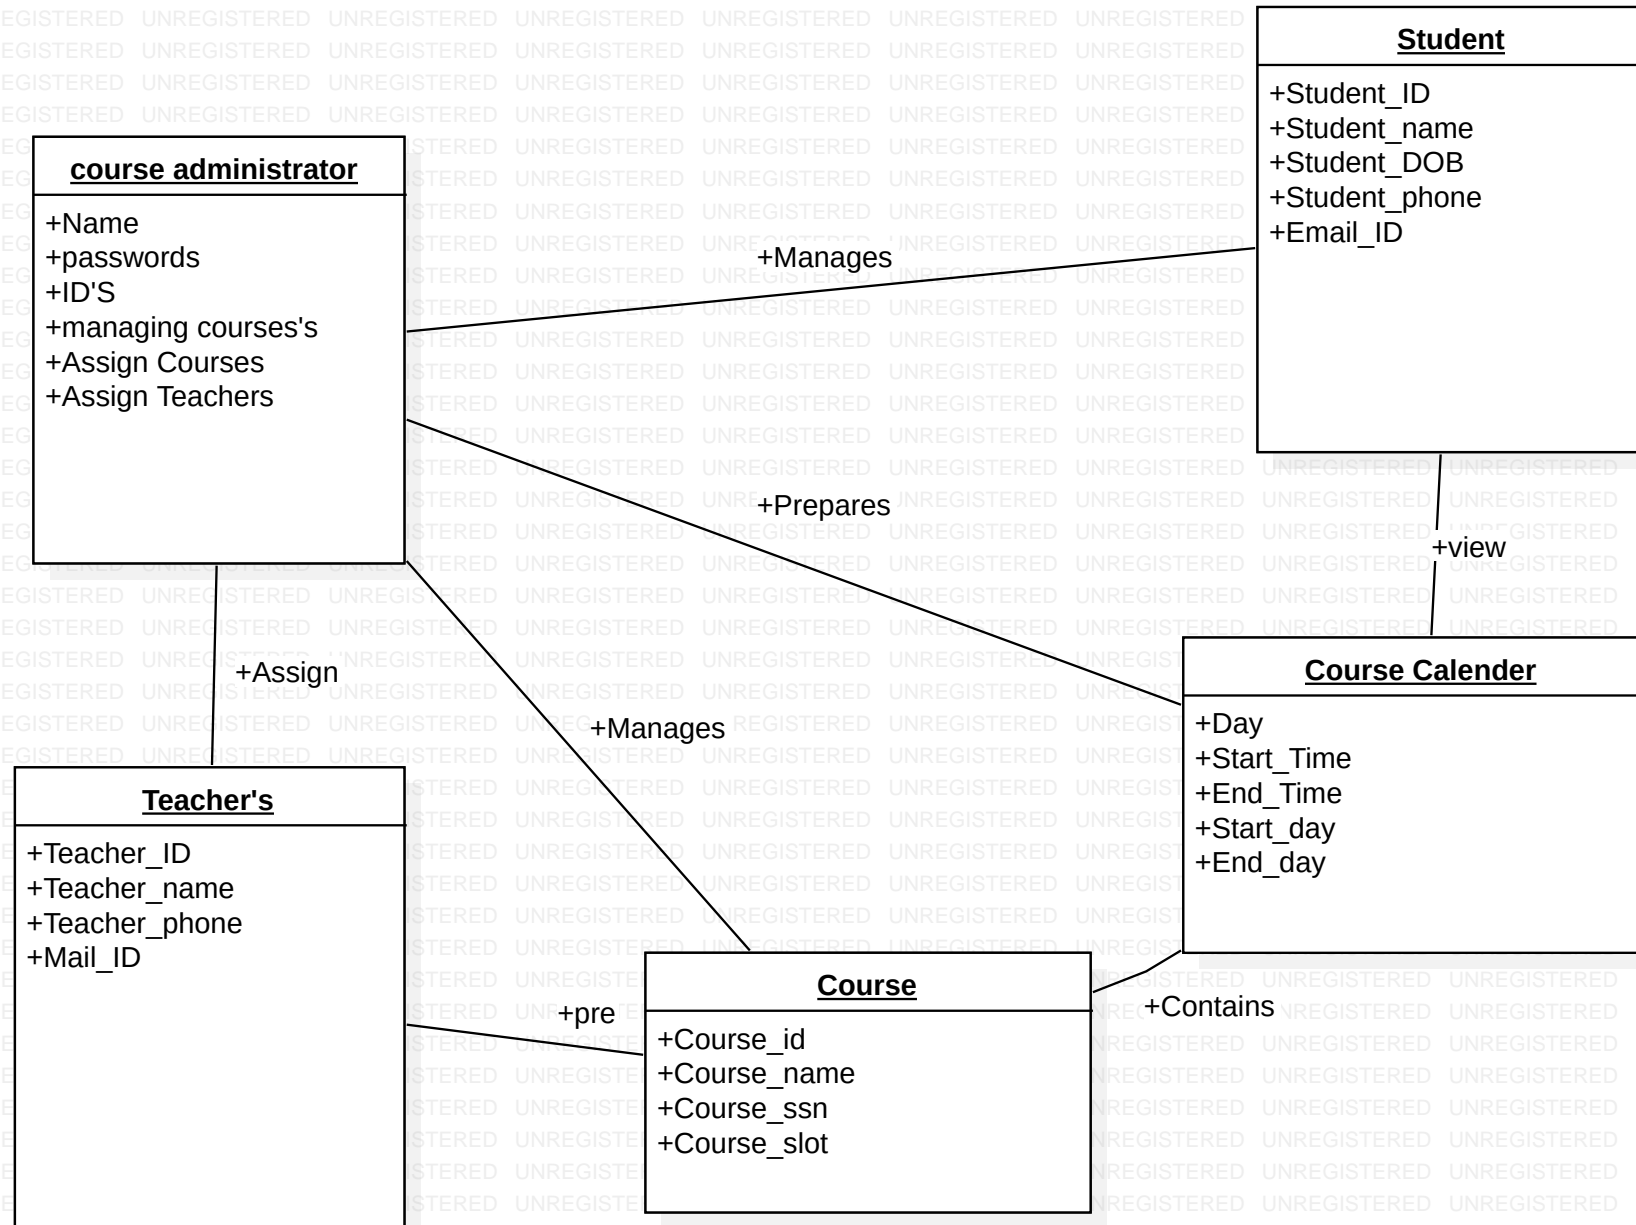 Student
+Student_ID
+Student_name
+Student_DOB
+Student_phone
+Email_ID
course administrator
+Name
+passwords
+ID'S
+managing courses's
+Assign Courses
+Assign Teachers
+Manages
+Prepares
+view
+Assign
+Manages
Course Calender
+Day
+Start_Time
+End_Time
+Start_day
+End_day
Teacher's
+Teacher_ID
+Teacher_name
+Teacher_phone
+Mail_ID
+pre
+Contains
Course
+Course_id
+Course_name
+Course_ssn
+Course_slot
UNREGISTERED